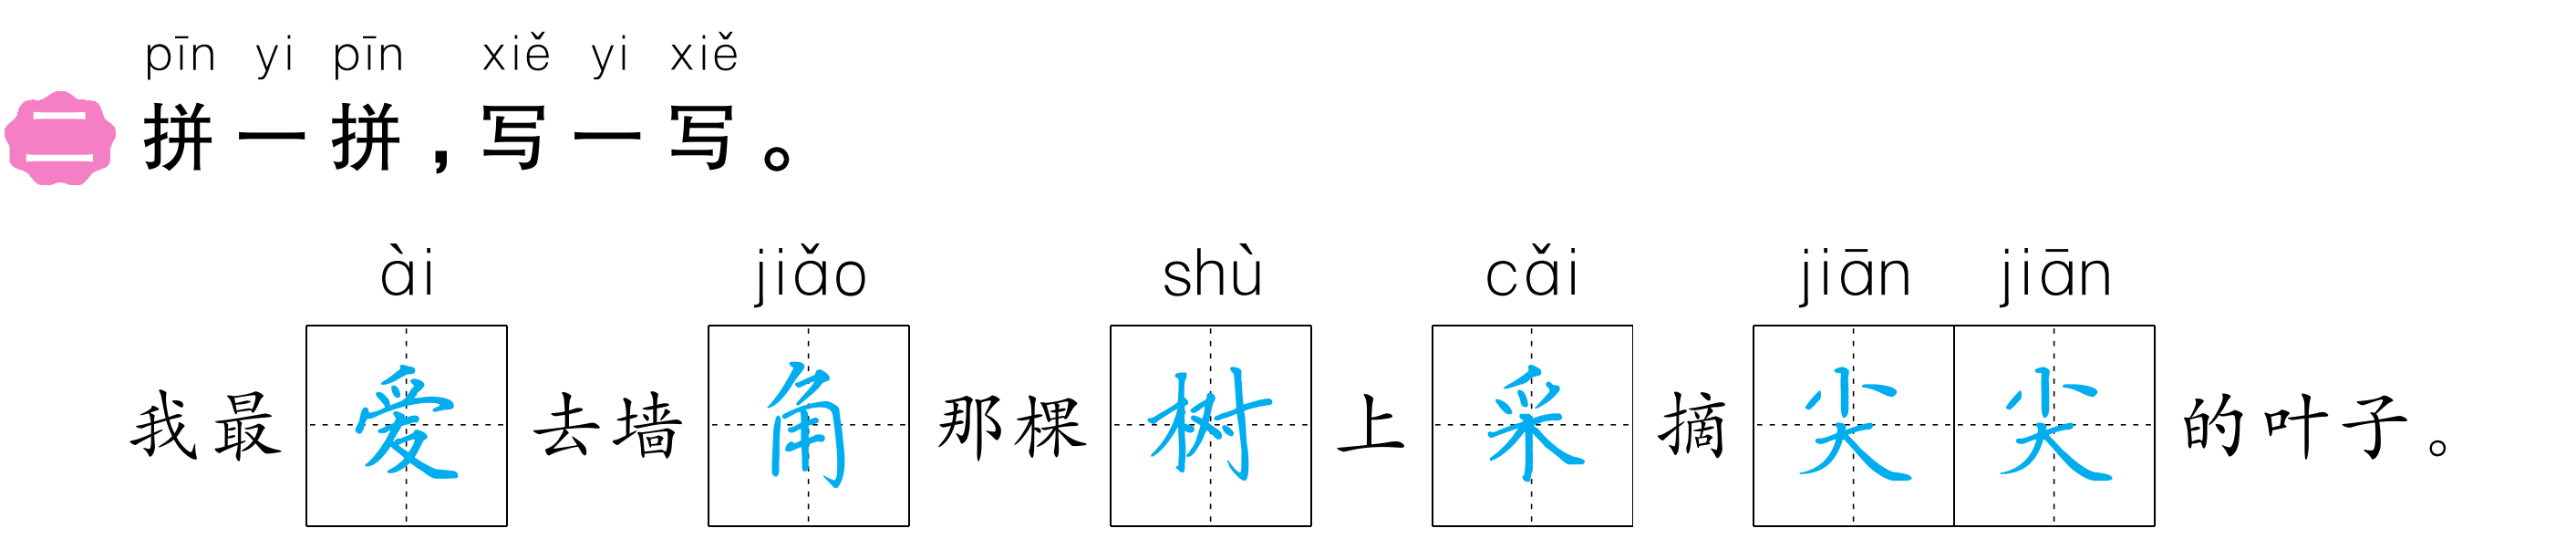 pīn yi pīn xiě yi xiě
二 拼一拼，写一写。
ài jiǎo shù cǎi jiān jiān
我最爱去墙角那棵树上采摘尖尖的叶子。